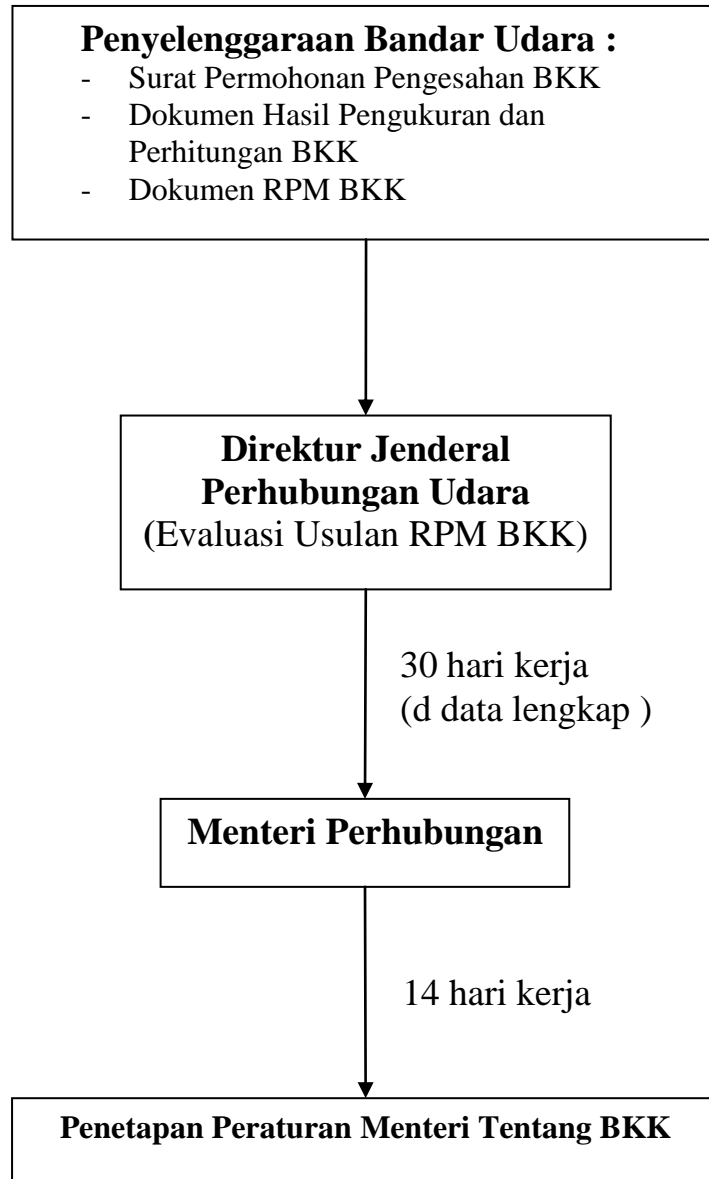 Penyelenggaraan Bandar Udara :
- Surat Permohonan Pengesahan BKK
- Dokumen Hasil Pengukuran dan
Perhitungan BKK
- Dokumen RPM BKK
Direktur Jenderal
Perhubungan Udara
(Evaluasi Usulan RPM BKK)
30 hari kerja
(d data lengkap )
Menteri Perhubungan
14 hari kerja
Penetapan Peraturan Menteri Tentang BKK